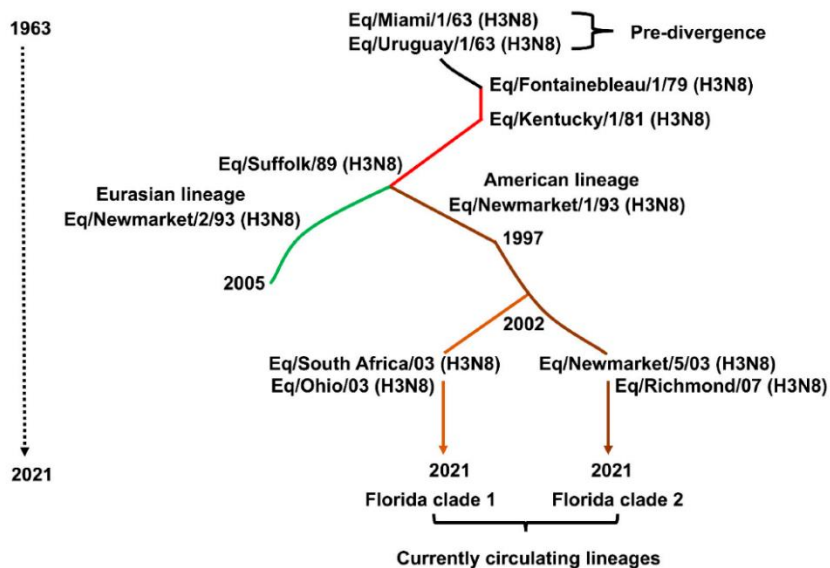 1963
Eq/Miami/1/63 (H3N8)
Eq/Uruguay/1/63 (H3N8)
Pre-divergence
Eq/Fontainebleau/1/79 (H3N8)
Eq/Kentucky/1/81 (H3N8)
Eq/Suffolk/89 (H3N8)
Eurasian lineage
Eq/Newmarket/2/93 (H3N8)
American lineage
Eq/Newmarket/1/93 (H3N8)
1997
2005
2002
Eq/South Africa/03 (H3N8)
Eq/Ohio/03 (H3N8)
Eq/Newmarket/5/03 (H3N8)
Eq/Richmond/07 (H3N8)
2021
2021
Florida clade 1
2021
Florida clade 2
Currently circulating lineages